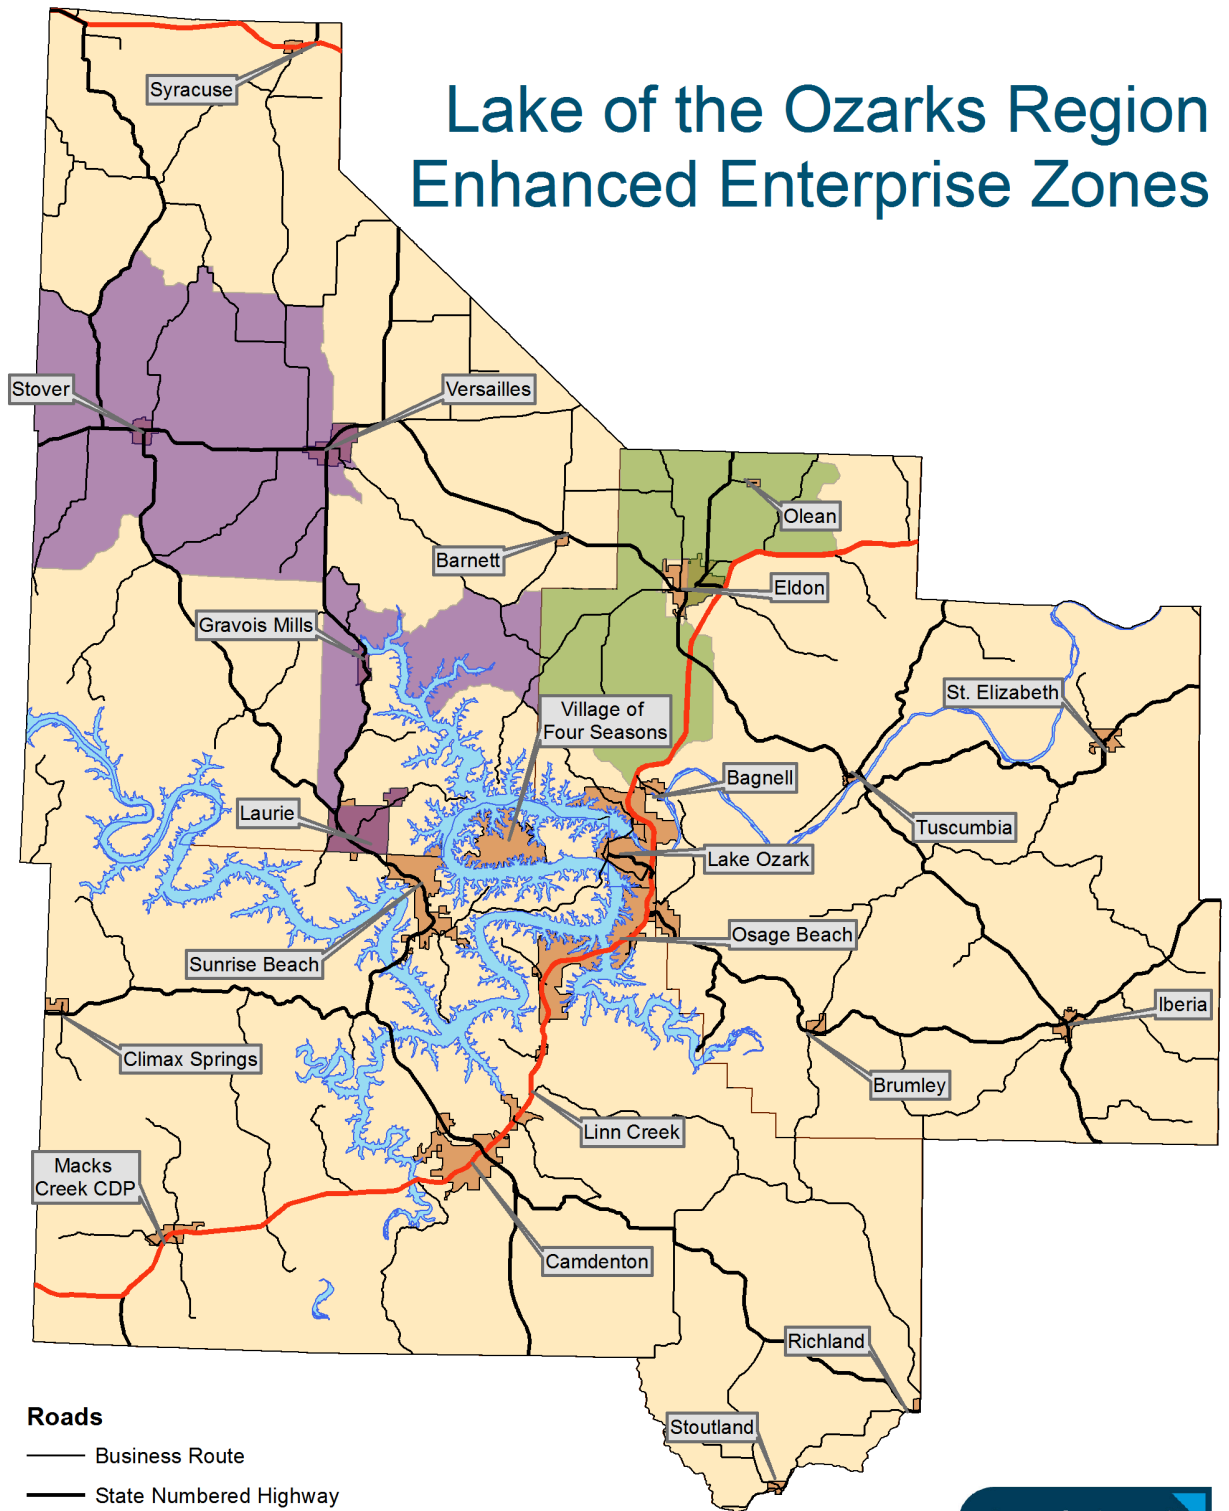 Lake of the Ozarks Region
Enhanced Enterprise Zones
Syracuse
Stover
Versailles
Olean
Barnett
Eldon
Gravois Mills
St. Elizabeth
Village of
Four Seasons
Bagnell
Laurie
Tuscumbia
Lake Ozark
Osage Beach
Sunrise Beach
Iberia
Climax Springs
Brumley
Linn Creek
Macks
Creek CDP
Camdenton
Richland
Stoutland
Roads
Business Route
State Numbered Highway